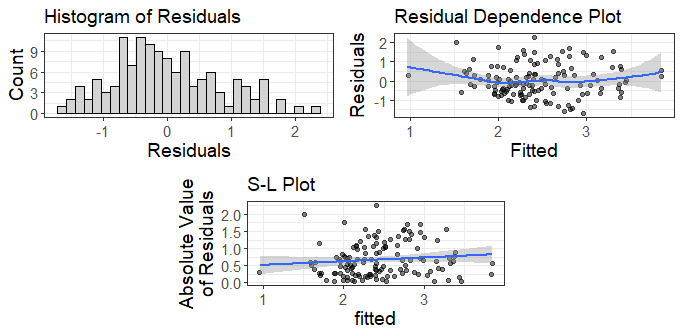 Histogram of Residuals
Count
9
6
3
0
-1
0
1
2
Residuals
Residual Dependence Plot
Residuals
2
1
0
-1
1
2
3
Fitted
S-L Plot
Absolute Value
of Residuals
2.0
1.5
1.0
0.5
0.0
1
2
3
fitted